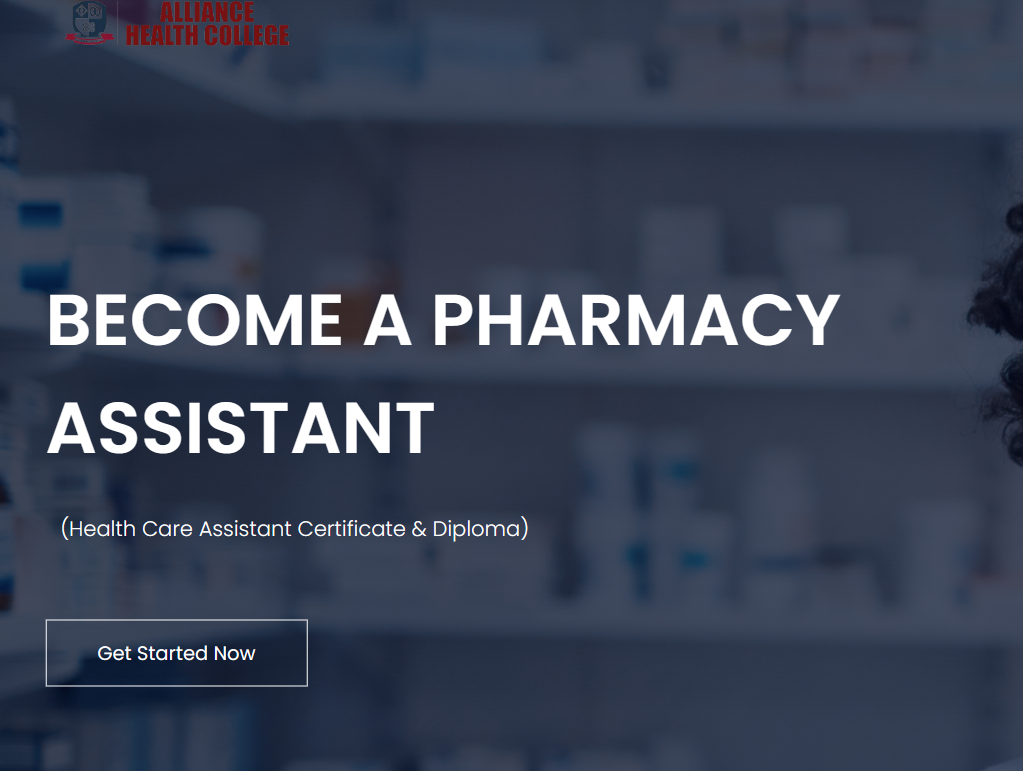 ALLIANCE
HEALTH COLLEGE
BECOME A PHARMACY
ASSISTANT
(Health Care Assistant Certificate & Diploma)
Get Started Now